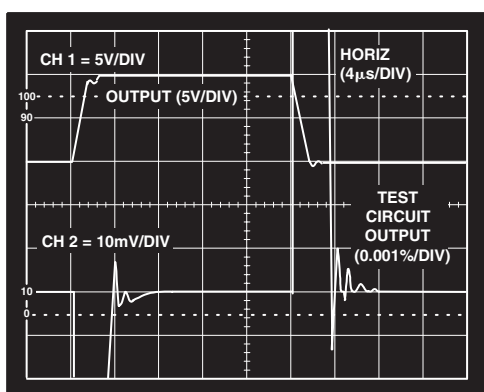 CH 1 = 5V/DIV
HORIZ
(4µs/DIV)
100
OUTPUT (5V/DIV)
90
TEST
CIRCUIT
OUTPUT
(0.001%/DIV)
CH 2 = 10mV/DIV
10
0